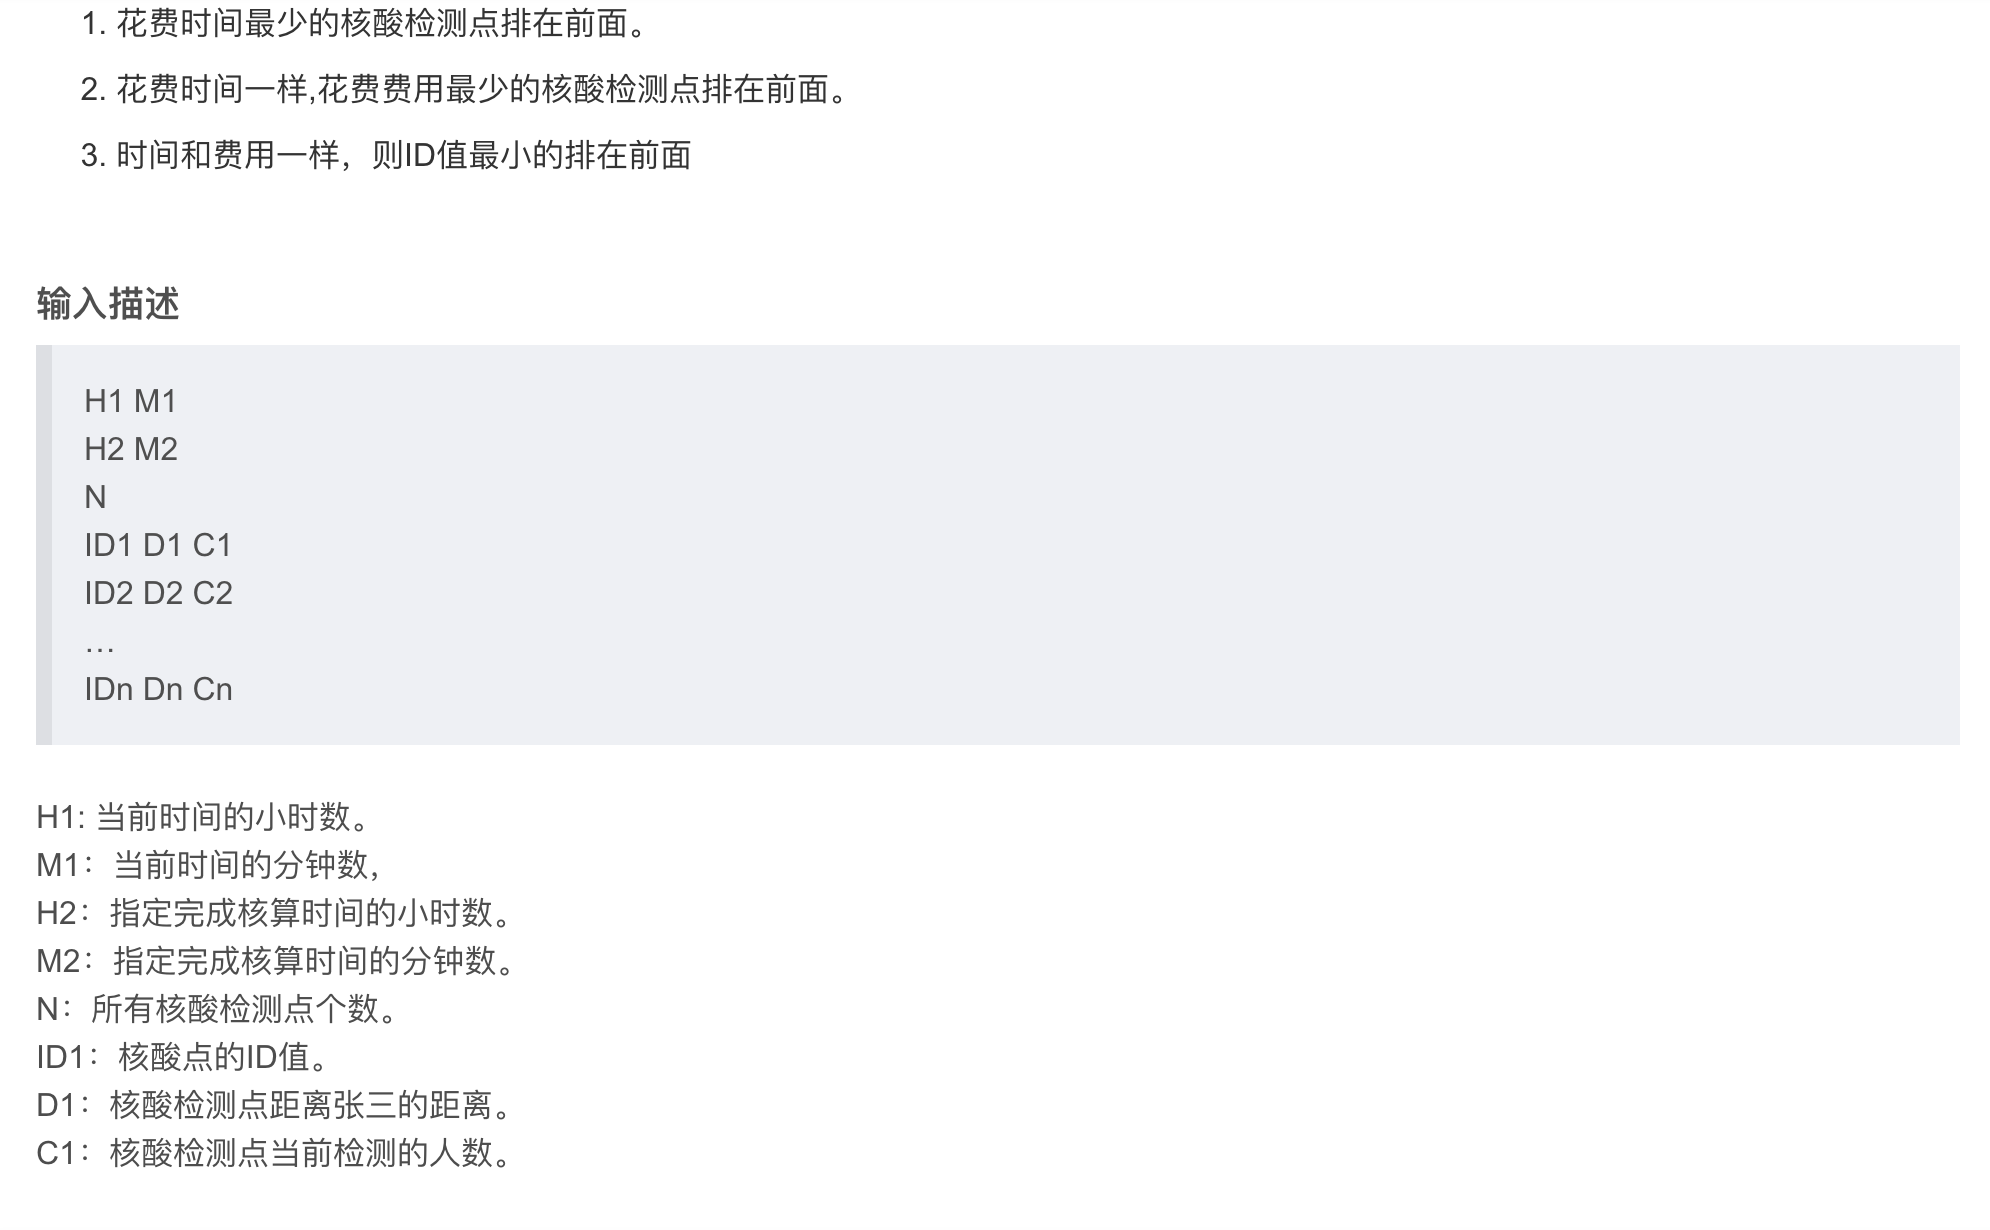 1. 花费时间最少的核酸检测点排在前面。
2. 花费时间一样,花费费用最少的核酸检测点排在前面。
3. 时间和费用一样，则ID值最小的排在前面
输入描述
H1 M1
H2 M2
N
ID1 D1 C1
ID2 D2 C2
…
IDn Dn Cn
H1: 当前时间的小时数。
M1：当前时间的分钟数，
H2：指定完成核算时间的小时数。
M2：指定完成核算时间的分钟数。
N：所有核酸检测点个数。
ID1：核酸点的ID值。
D1：核酸检测点距离张三的距离。
C1：核酸检测点当前检测的人数。